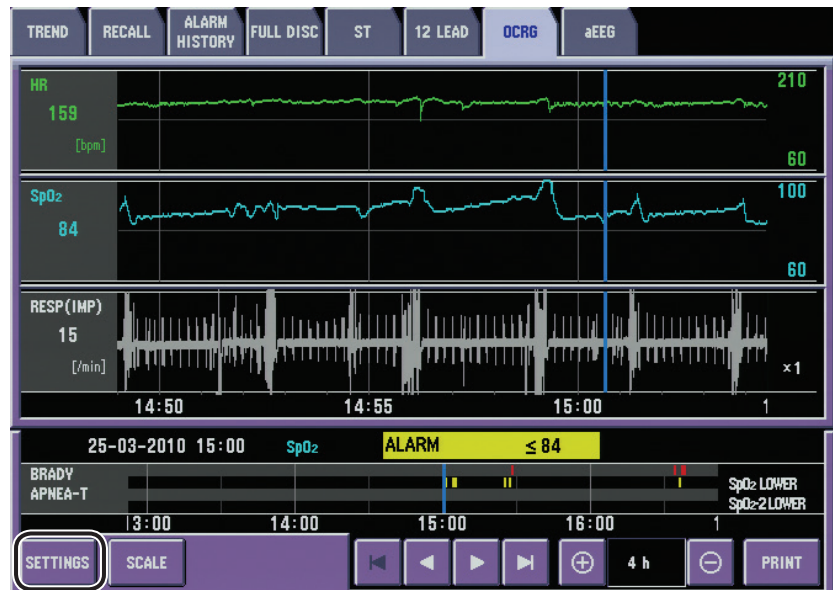 TREND RECALL ALARM HISTORY FULL DISC ST 12 LEAD OCRG aEEG
HR 210
159
[bpm]
60
SpO2 100
84
60
RESP(IMP)
15
[/min] ×1
14:50 14:55 15:00 1
25-03-2010 15:00 SpO2 ALARM ≤ 84
BRADY
APNEA-T SpO2 LOWER
SpO2-2 LOWER
13:00 14:00 15:00 16:00 1
SETTINGS SCALE 4 h PRINT